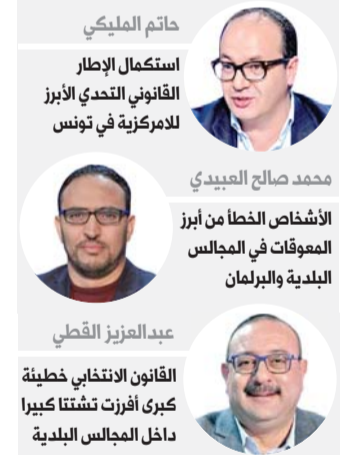 حاتم المليكي
استكمال الإطار
القانوني التحدي الأبرز
للامركزية في تونس
محمد صالح العبيدي
الأشخاص الخطأ من أبرز
المعوقات في المجالس
البلدية والبرلمان
عبدالعزيز القطي
القانون الانتخابي خطيئة
كبرى أفرزت تشتتا كبيرا
داخل المجالس البلدية